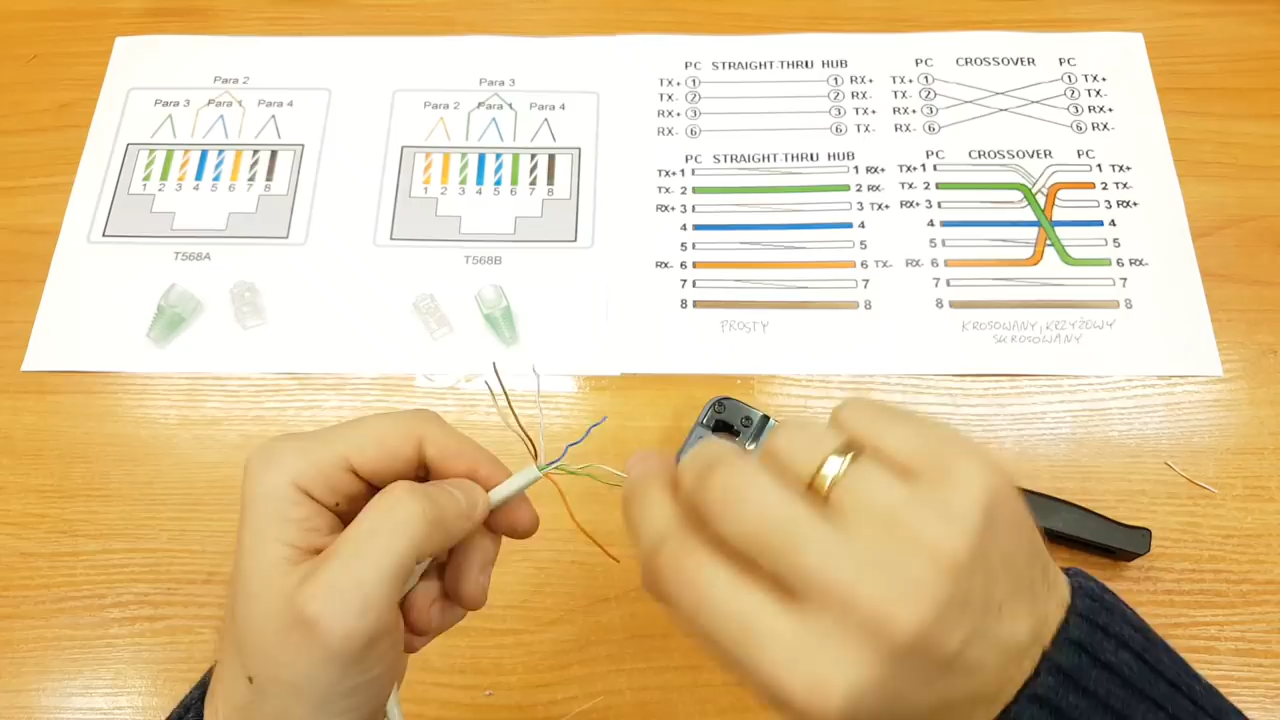 Para 2
Para 3 Para 1 Para 4
1 2 3 4 5 6 7 8
T568A
Para 3
Para 2 Para 1 Para 4
1 2 3 4 5 6 7 8
T568B
PC STRAIGHT-THRU HUB
TX+ 1 1 RX+
TX- 2 2 RX-
RX+ 3 3 TX+
RX- 6 6 TX-
PC CROSSOVER PC
TX+ 1 1 TX+
TX- 2 2 TX-
RX+ 3 3 RX+
RX- 6 6 RX-
PC STRAIGHT-THRU HUB
TX+ 1 1 RX+
TX- 2 2 RX-
RX+ 3 3 TX+
4 4
5 5
RX- 6 6 TX-
7 7
8 8
PROSTY
PC CROSSOVER PC
TX+ 1 1 TX+
TX- 2 2 TX-
RX+ 3 3 RX+
4 4
5 5
RX- 6 6 RX-
7 7
8 8
KROSOWANY, KRZYŻOWY
SKROSOWANY